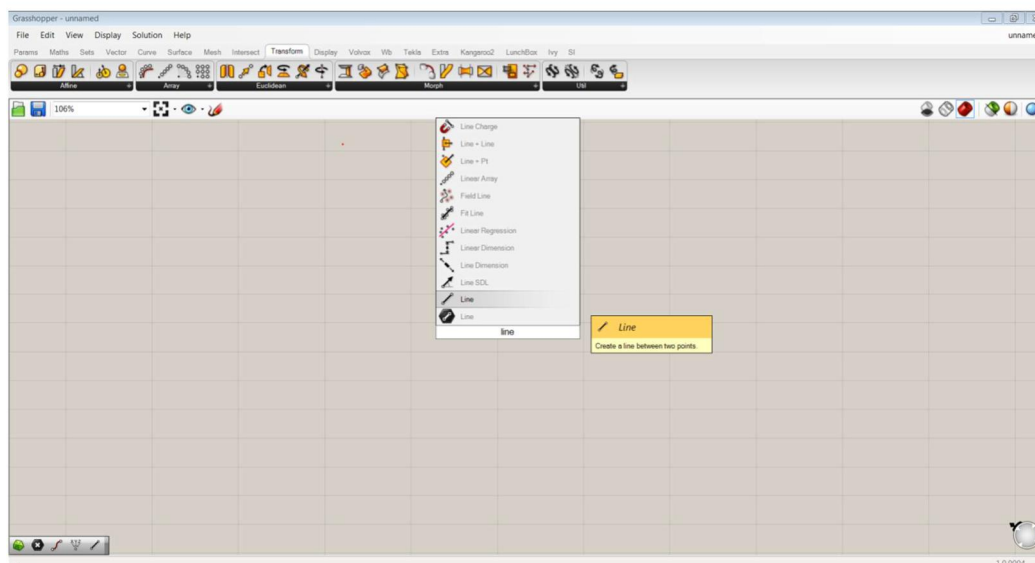 Grasshopper - unnamed
File Edit View Display Solution Help unname
Params Maths Sets Vector Curve Surface Mesh Intersect Transform Display Volvox Wb Tekla Extra Kangaroo2 LunchBox Ivy SI
Affine Array Euclidean Morph Util
106%
Line Charge
Line + Line
Line + Pt
Linear Array
Field Line
Fit Line
Linear Regression
Linear Dimension
Line Dimension
Line SDL
Line
Line
line
Line
Create a line between two points.